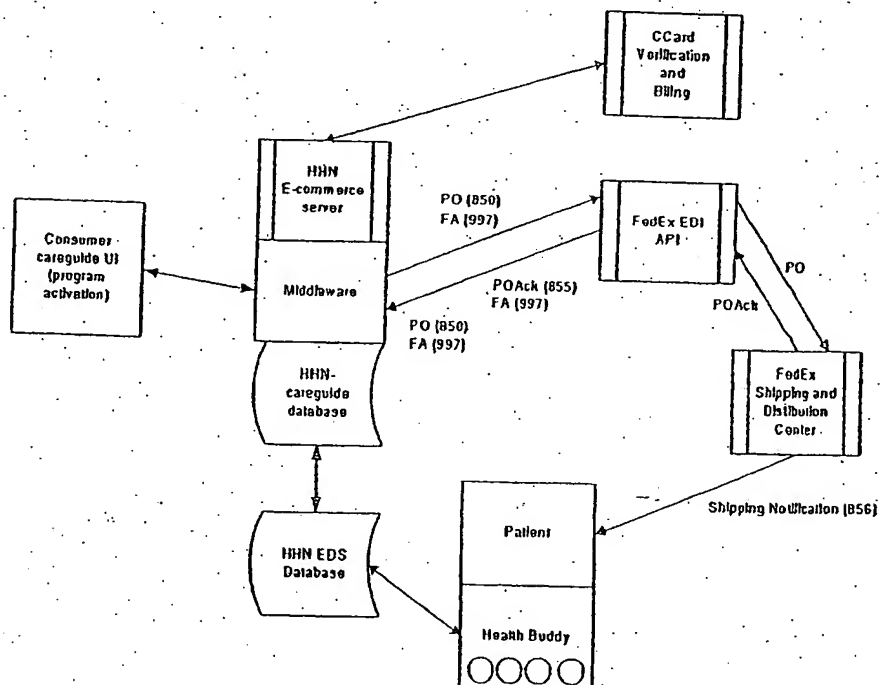 CCard
Verification
and
Billing
HHN
E-commerce
server
PO (850)
FA (997)
FedEx EDI
API
Consumer
careguide UI
(program
activation)
PO
Middleware
POAck (855)
FA (997)
POAck
PO (850)
FA (997)
HHN-
careguide
database
FedEx
Shipping and
Distibution
Center
Shipping Notification (856)
Patient
HHN EDS
Database
Health Buddy